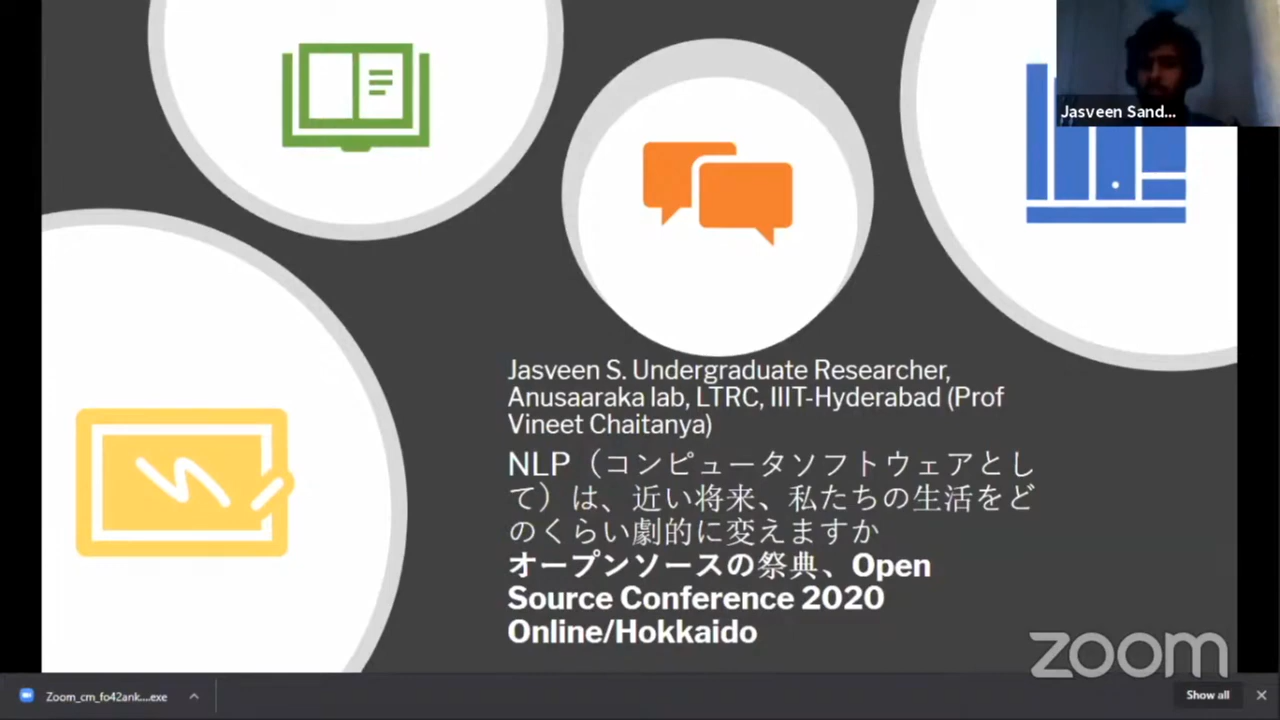 Jasveen Sand...
Jasveen S. Undergraduate Researcher,
Anusaaraka lab, LTRC, IIIT-Hyderabad (Prof
Vineet Chaitanya)
NLP（コンピュータソフトウェアとし
て）は、近い将来、私たちの生活をど
のくらい劇的に変えますか
オープンソースの祭典、Open
Source Conference 2020
Online/Hokkaido
zoom
Zoom_cm_fo42ank....exe
Show all